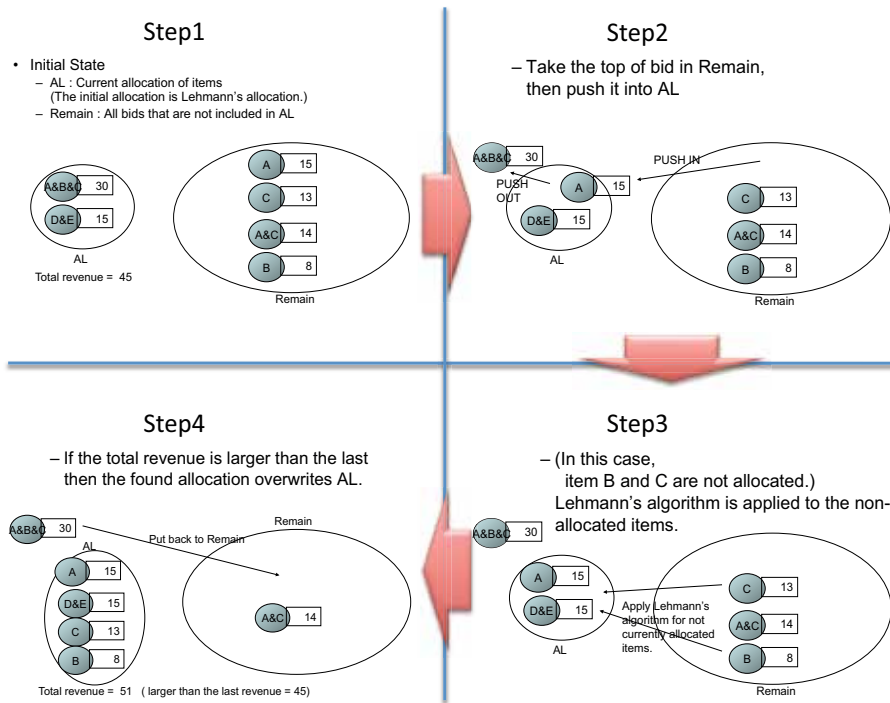 Step1
• Initial State
– AL : Current allocation of items
(The initial allocation is Lehmann's allocation.)
– Remain : All bids that are not included in AL
A&B&C 30
D&E 15
AL
Total revenue = 45
A 15
C 13
A&C 14
B 8
Remain
Step2
– Take the top of bid in Remain,
then push it into AL
A&B&C 30
PUSH IN
PUSH
OUT
A 15
D&E 15
AL
C 13
A&C 14
B 8
Remain
Step4
– If the total revenue is larger than the last
then the found allocation overwrites AL.
A&B&C 30
Put back to Remain
AL
A 15
D&E 15
C 13
B 8
Remain
A&C 14
Total revenue = 51 ( larger than the last revenue = 45)
Step3
– (In this case,
item B and C are not allocated.)
Lehmann's algorithm is applied to the non-
allocated items.
A&B&C 30
A 15
D&E 15
AL
Apply Lehmann's
algorithm for not
currently allocated
items.
C 13
A&C 14
B 8
Remain